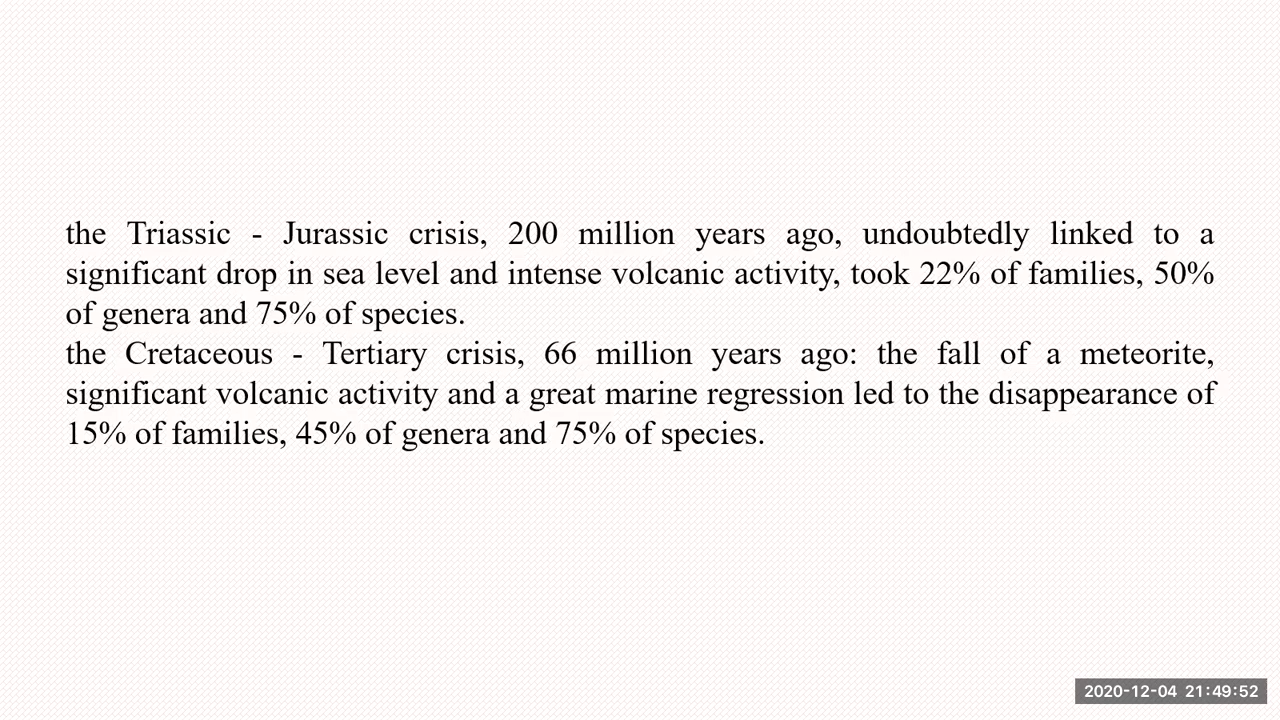 the Triassic - Jurassic crisis, 200 million years ago, undoubtedly linked to a
significant drop in sea level and intense volcanic activity, took 22% of families, 50%
of genera and 75% of species.
the Cretaceous - Tertiary crisis, 66 million years ago: the fall of a meteorite,
significant volcanic activity and a great marine regression led to the disappearance of
15% of families, 45% of genera and 75% of species.
2020-12-04 21:49:52